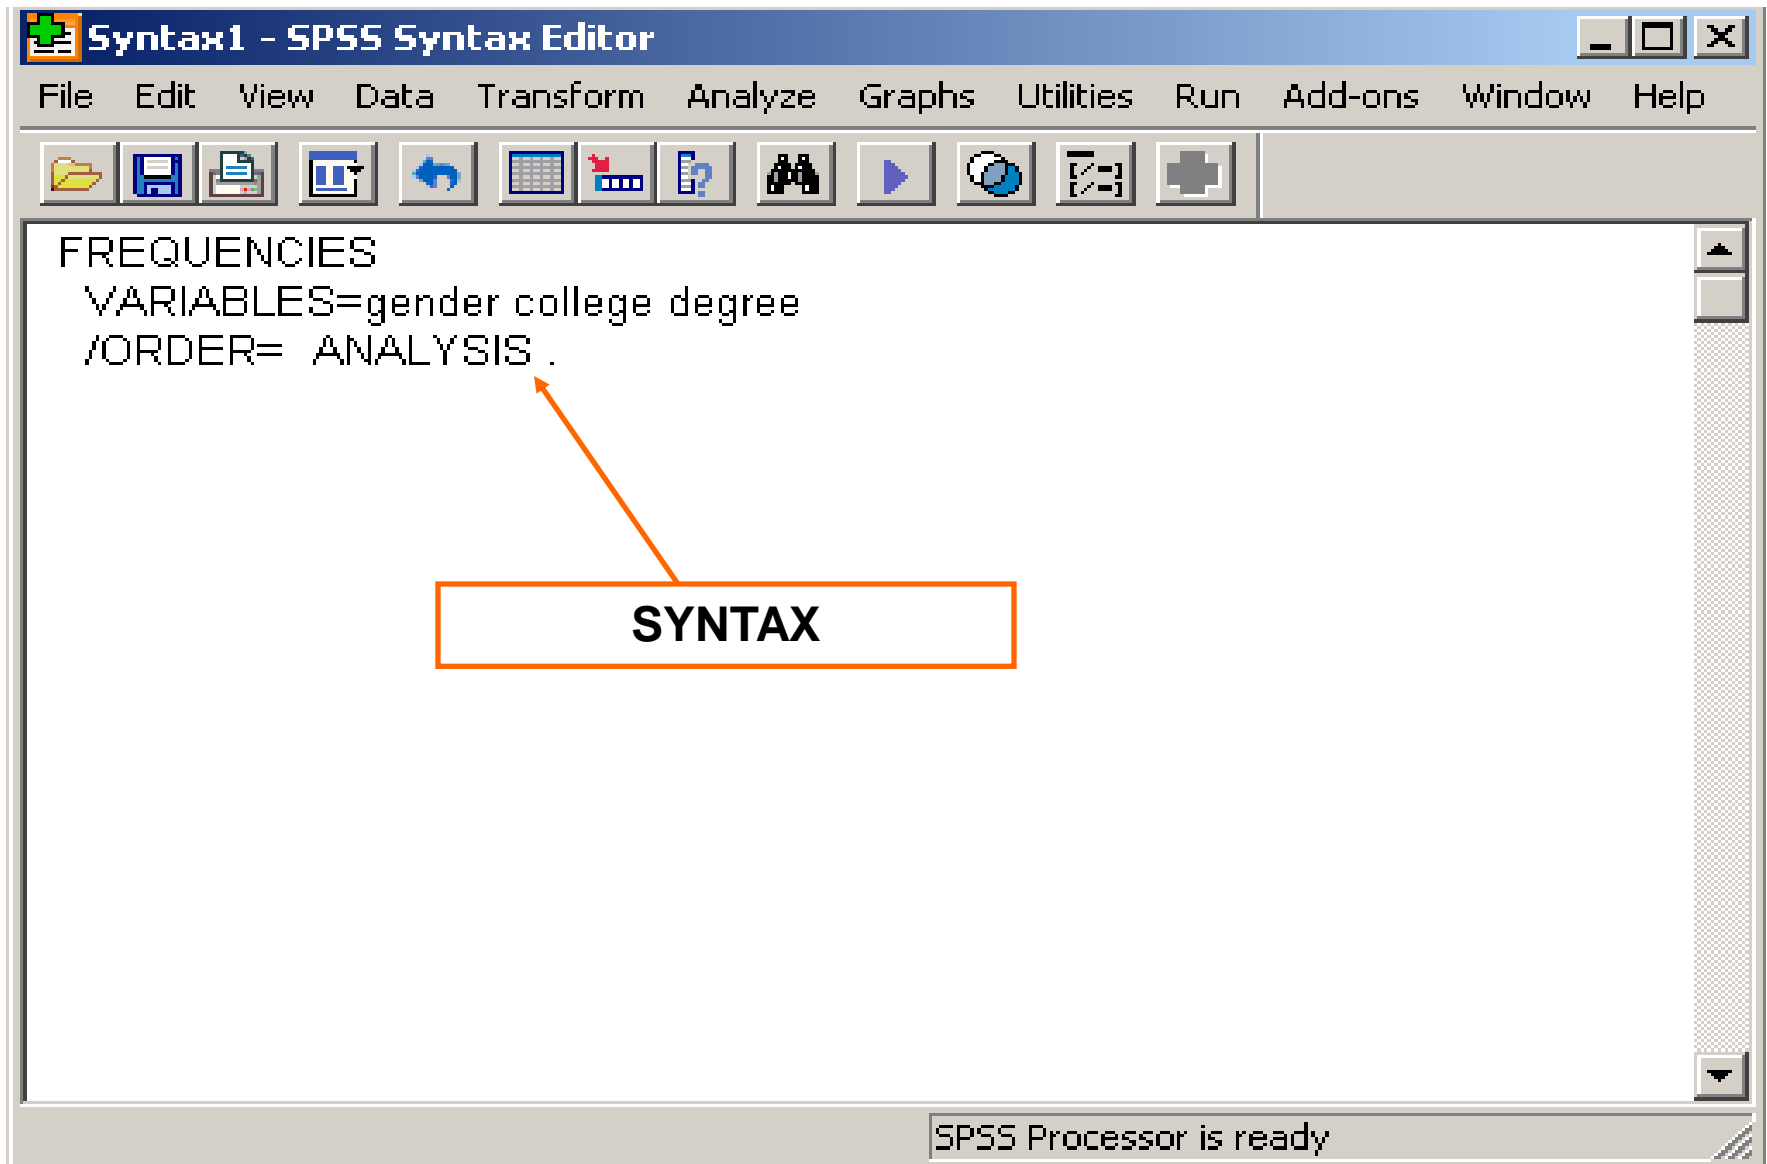 Syntax1 - SPSS Syntax Editor
File Edit View Data Transform Analyze Graphs Utilities Run Add-ons Window Help
FREQUENCIES
VARIABLES=gender college degree
/ORDER= ANALYSIS .
SYNTAX
SPSS Processor is ready